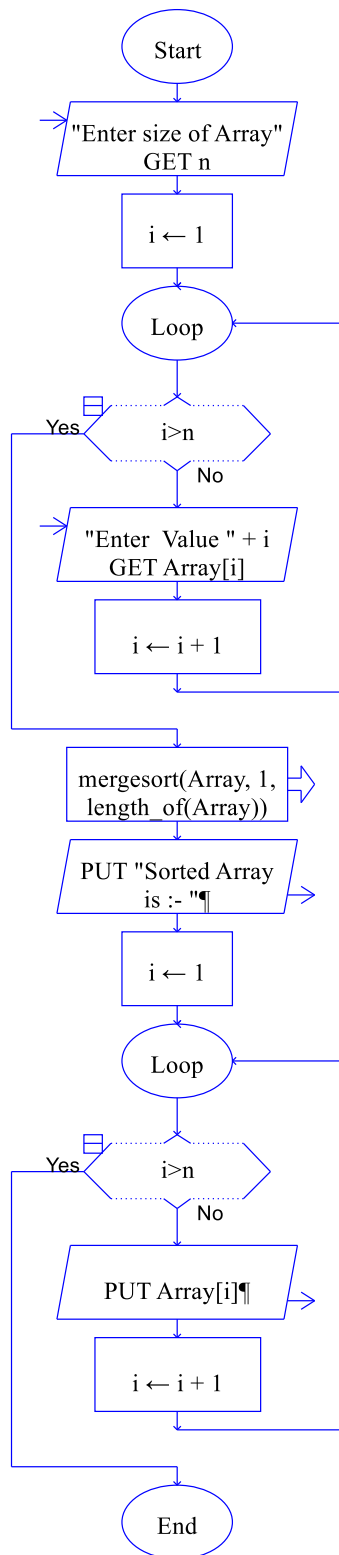 Start
"Enter size of Array"
GET n
i ← 1
Loop
i>n
Yes
No
"Enter  Value " + i
GET Array[i]
i ← i + 1
mergesort(Array, 1,
length_of(Array))
PUT "Sorted Array
is :- "¶
i ← 1
Loop
i>n
Yes
No
PUT Array[i]¶
i ← i + 1
End